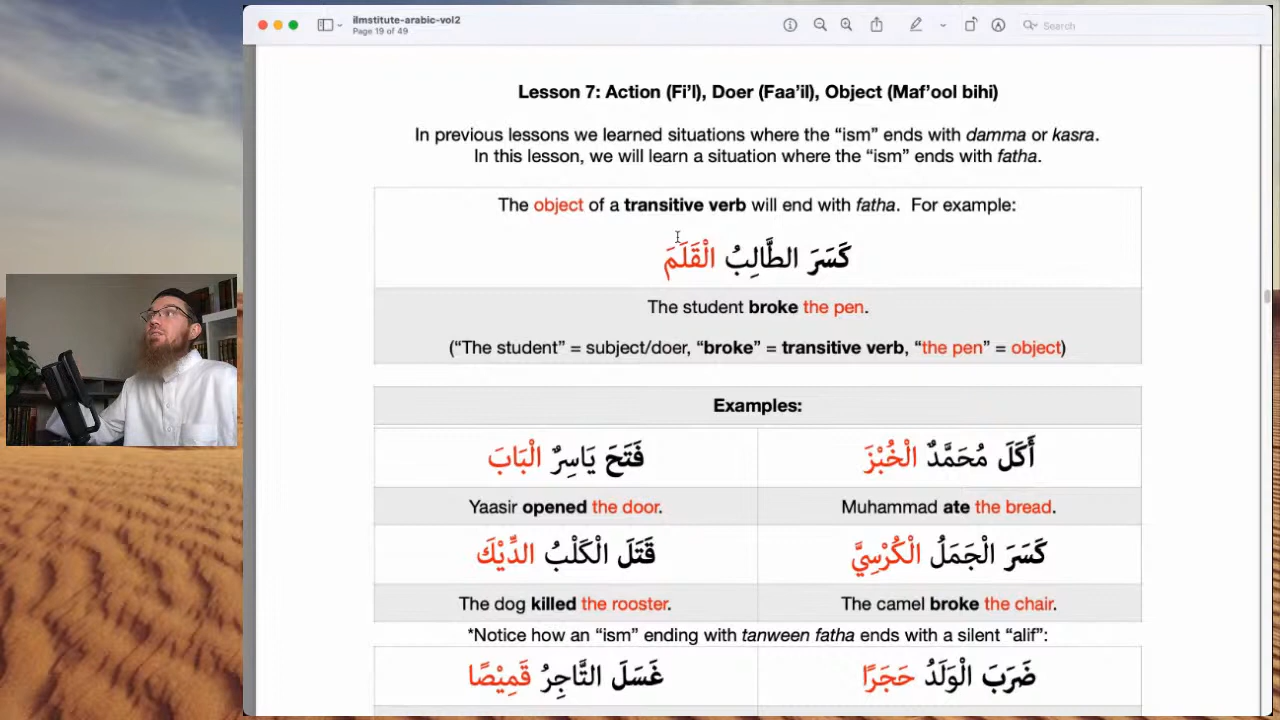 ilmstitute-arabic-vol2
Page 19 of 49
Search
Lesson 7: Action (Fi’l), Doer (Faa’il), Object (Maf’ool bihi)
In previous lessons we learned situations where the “ism” ends with damma or kasra.
In this lesson, we will learn a situation where the “ism” ends with fatha.
The object of a transitive verb will end with fatha. For example:
كَسَرَ الطَّالِبُ الْقَلَمَ
The student broke the pen.
(“The student” = subject/doer, “broke” = transitive verb, “the pen” = object)
Examples:
أَكَلَ مُحَمَّدٌ الْخُبْزَ
فَتَحَ يَاسِرٌ الْبَابَ
Yaasir opened the door.
Muhammad ate the bread.
كَسَرَ الْجَمَلُ الْكُرْسِيَّ
قَتَلَ الْكَلْبُ الدِّيْكَ
The dog killed the rooster.
The camel broke the chair.
*Notice how an “ism” ending with tanween fatha ends with a silent “alif”:
ضَرَبَ الْوَلَدُ حَجَرًا
غَسَلَ التَّاجِرُ قَمِيْصًا